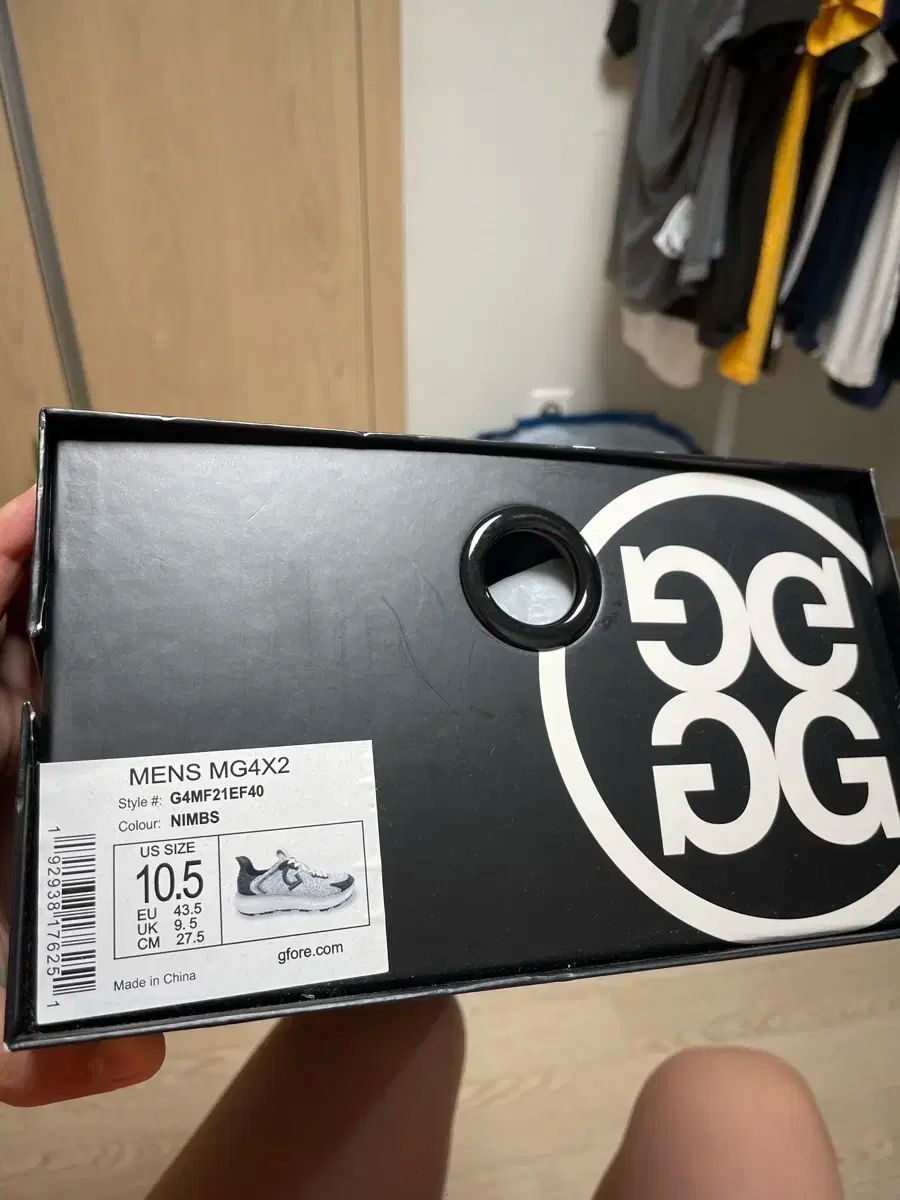 MENS MG4X2
Style #: G4MF21EF40
Colour: NIMBS
US SIZE
10.5
EU 43.5
UK 9.5
CM 27.5
gfore.com
Made in China
1 92938 17625 1
G G
G G